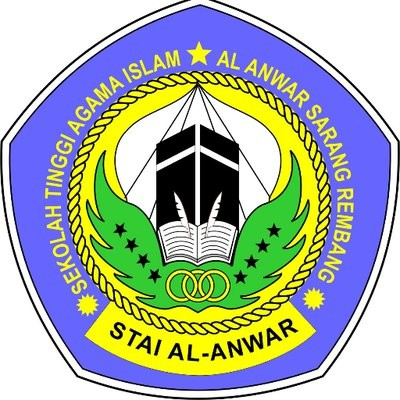 SEKOLAH TINGGI AGAMA ISLAM
AL ANWAR SARANG REMBANG
STAI AL-ANWAR